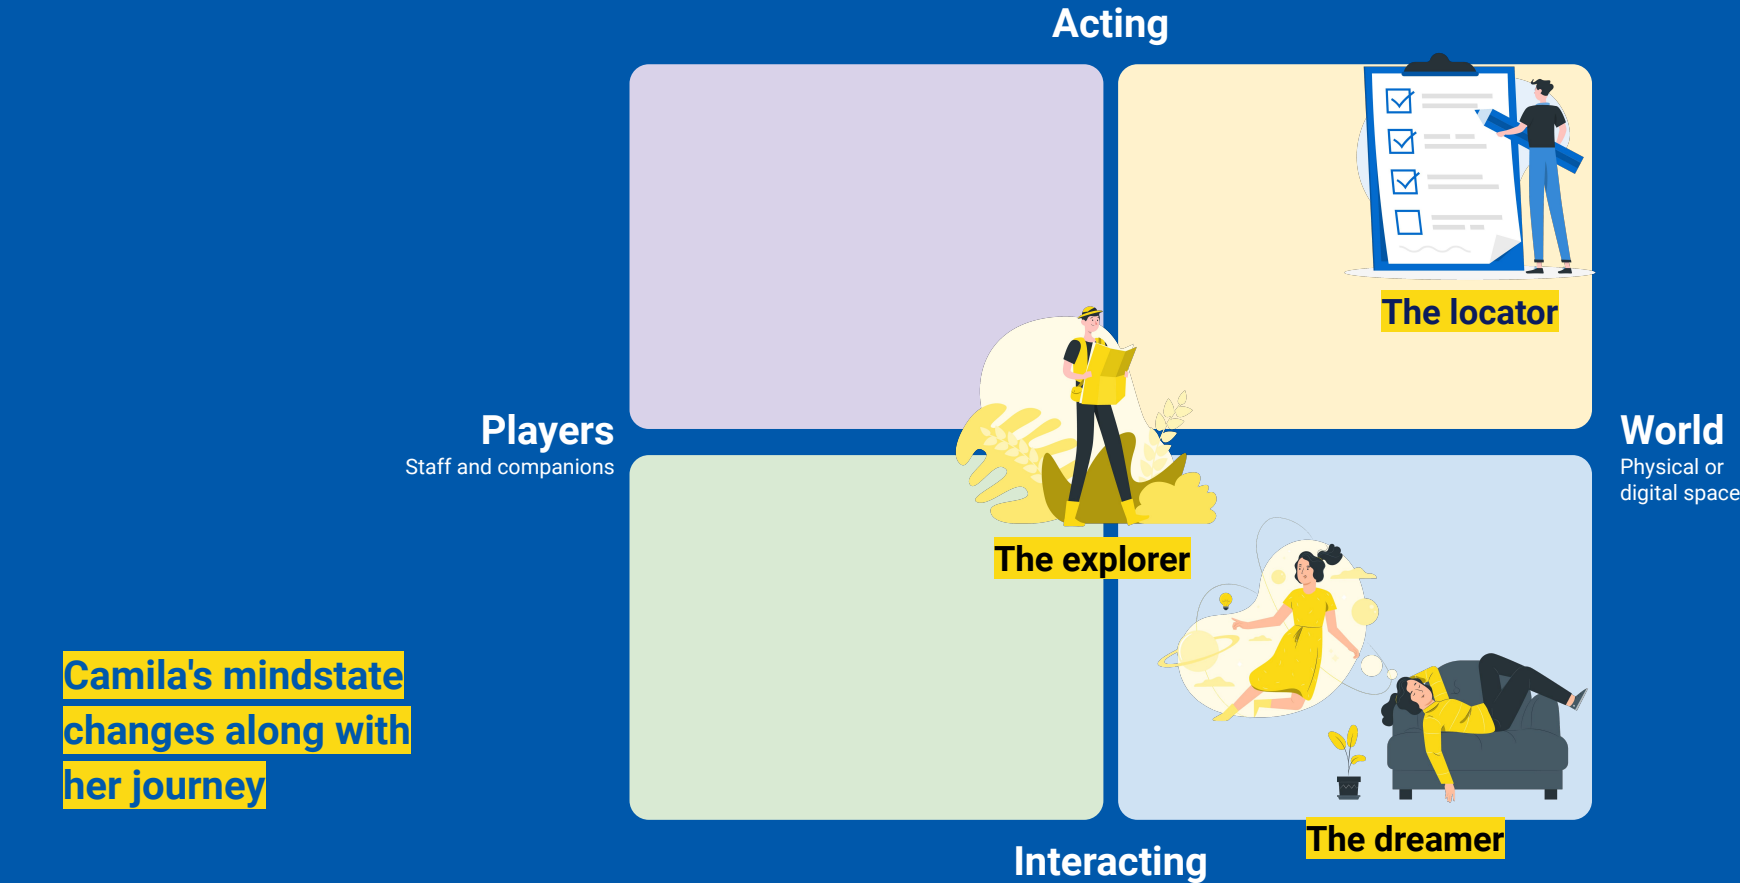 Acting
The locator
Players
Staff and companions
World
Physical or
digital space
The explorer
Camila's mindstate
changes along with
her journey
The dreamer
Interacting